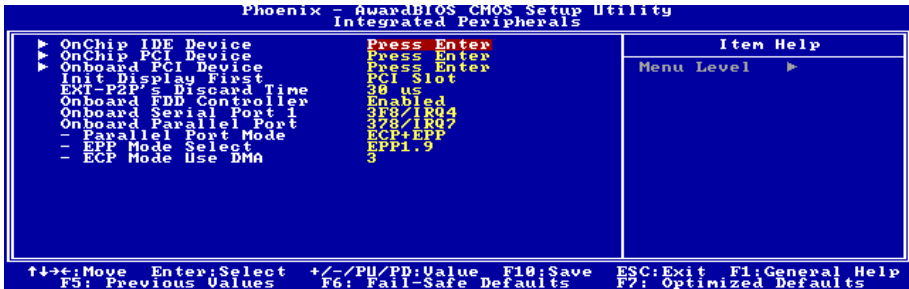 Phoenix - AwardBIOS CMOS Setup Utility
Integrated Peripherals
► OnChip IDE Device Press Enter
► OnChip PCI Device Press Enter
► Onboard PCI Device Press Enter
Init Display First PCI Slot
EXT-P2P's Discard Time 30 us
Onboard FDD Controller Enabled
Onboard Serial Port 1 3F8/IRQ4
Onboard Parallel Port 378/IRQ7
- Parallel Port Mode ECP+EPP
- EPP Mode Select EPP1.9
- ECP Mode Use DMA 3
Item Help
Menu Level ►
↑↓→←:Move Enter:Select +/-/PU/PD:Value F10:Save ESC:Exit F1:General Help
F5: Previous Values F6: Fail-Safe Defaults F7: Optimized Defaults